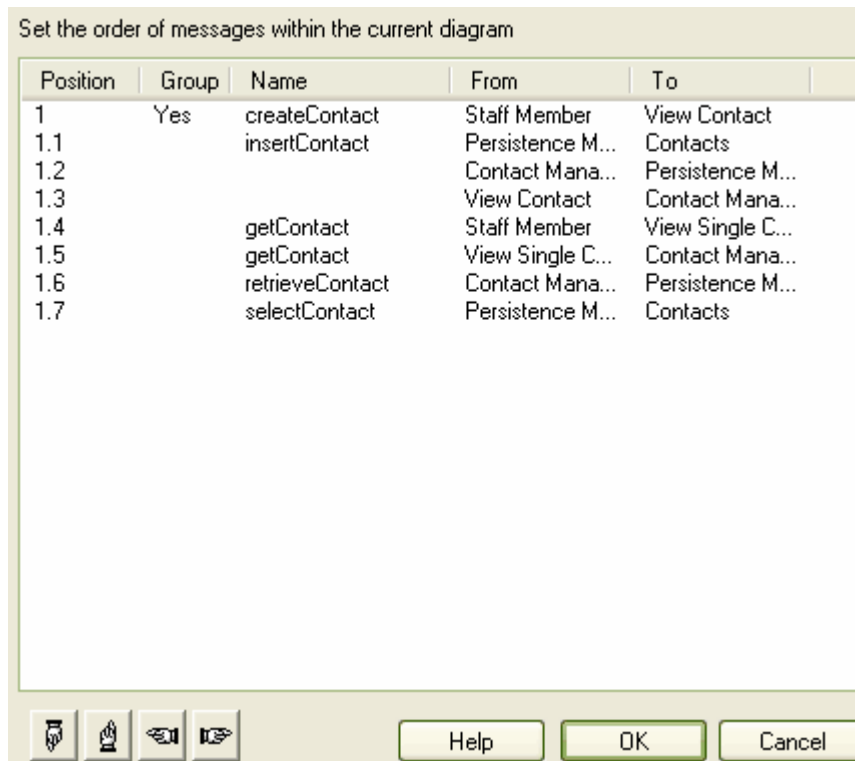 Set the order of messages within the current diagram
Position Group Name From To
1 Yes createContact Staff Member View Contact
1.1 insertContact Persistence M... Contacts
1.2 Contact Mana... Persistence M...
1.3 View Contact Contact Mana...
1.4 getContact Staff Member View Single C...
1.5 getContact View Single C... Contact Mana...
1.6 retrieveContact Contact Mana... Persistence M...
1.7 selectContact Persistence M... Contacts
Help OK Cancel